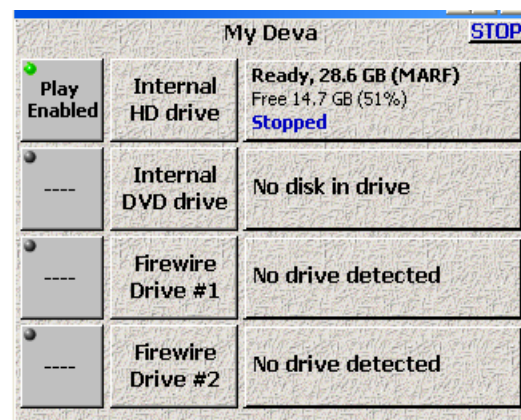 My Deva
STOP
Play
Enabled
Internal
HD drive
Ready, 28.6 GB (MARF)
Free 14.7 GB (51%)
Stopped
----
Internal
DVD drive
No disk in drive
----
Firewire
Drive #1
No drive detected
----
Firewire
Drive #2
No drive detected